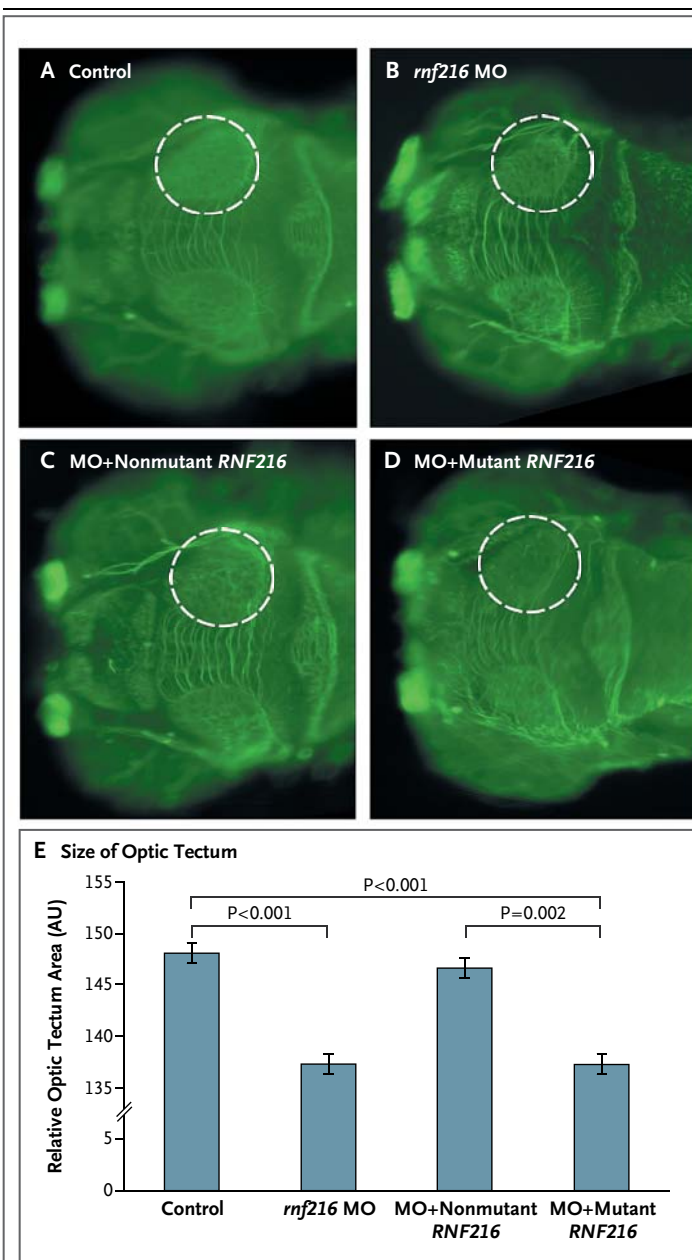 A Control
B rnf216 MO
C MO+Nonmutant RNF216
D MO+Mutant RNF216
E Size of Optic Tectum
Relative Optic Tectum Area (AU)
155
150
145
140
135
5
0
P<0.001
P<0.001
P=0.002
Control
rnf216 MO
MO+Nonmutant
RNF216
MO+Mutant
RNF216